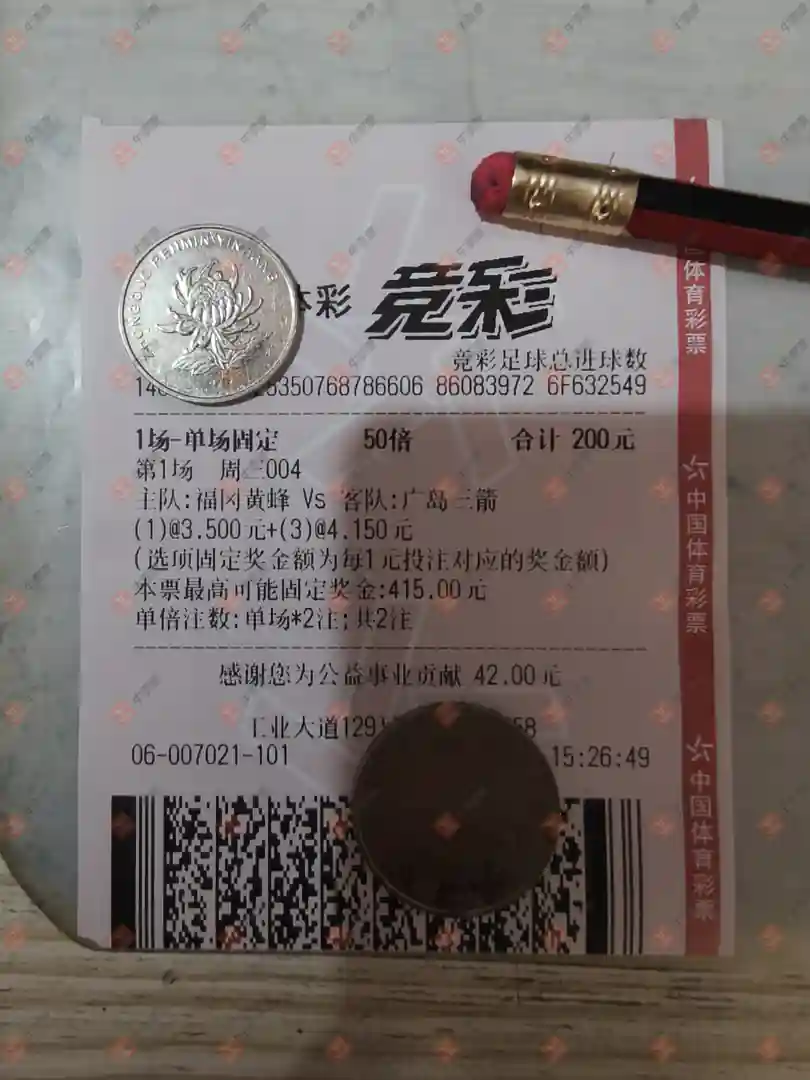 ZHONGGUO RENMIN YINHANG
体彩 竞彩
竞彩足球总进球数
5350768786606 86083972 6F632549
1场-单场固定 50倍 合计 200元
第1场 周三004
主队:福冈黄蜂 Vs 客队:广岛三箭
(1)@3.500元+(3)@4.150元
(选项固定奖金额为每1元投注对应的奖金额)
本票最高可能固定奖金:415.00元
单倍注数:单场*2注;共2注
感谢您为公益事业贡献 42.00元
工业大道129 58
06-007021-101 15:26:49
国体育彩票
中国体育彩票
中国体育彩票